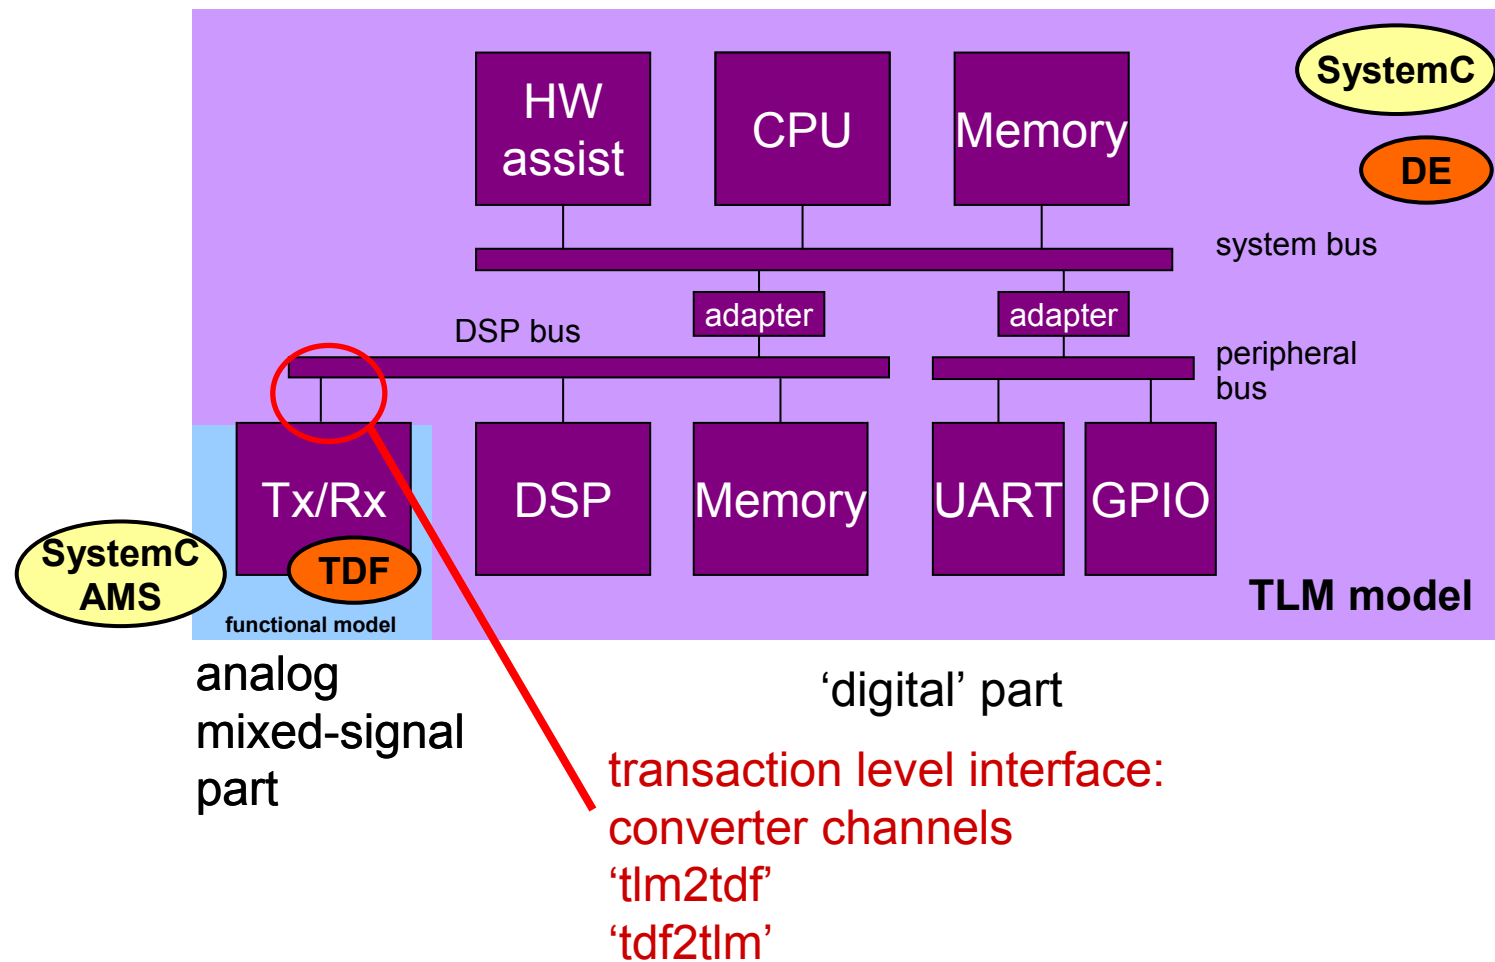 HW
assist
CPU
Memory
SystemC
DE
system bus
adapter
adapter
DSP bus
peripheral
bus
Tx/Rx
DSP
Memory
UART
GPIO
SystemC
AMS
TDF
functional model
TLM model
analog
mixed-signal
part
‘digital’ part
transaction level interface:
converter channels
‘tlm2tdf’
‘tdf2tlm’